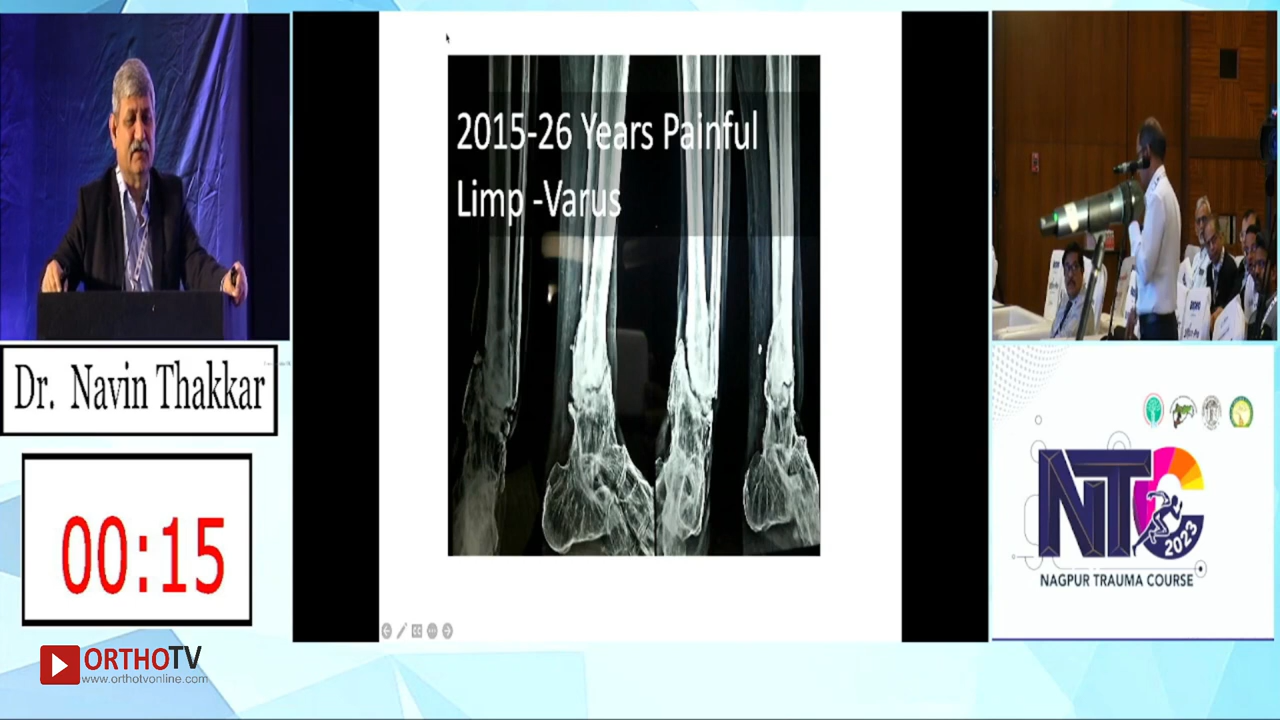 2015-26 Years Painful
Limp -Varus
Dr. Navin Thakkar
00:15
ORTHOTV
www.orthotvonline.com
NTC
2023
NAGPUR TRAUMA COURSE